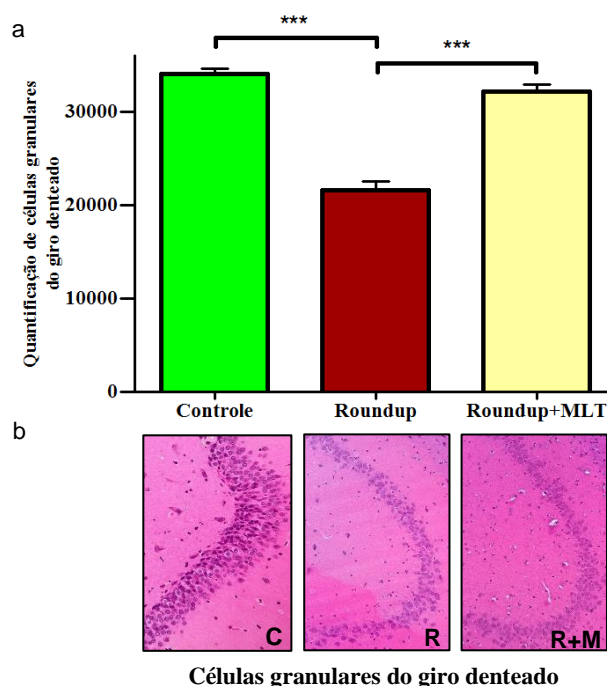 a
***
***
Quantificação de células granulares
do giro denteado
30000
20000
10000
0
Controle
Roundup
Roundup+MLT
b
C
R
R+M
Células granulares do giro denteado